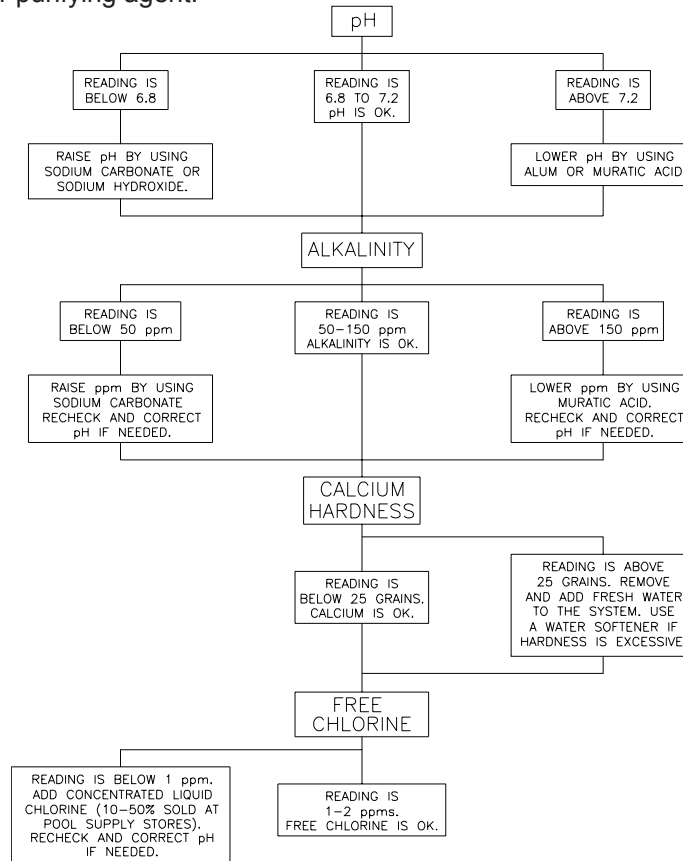 purifying agent.
pH
READING IS
BELOW 6.8
READING IS
6.8 TO 7.2
pH IS OK.
READING IS
ABOVE 7.2
RAISE pH BY USING
SODIUM CARBONATE OR
SODIUM HYDROXIDE.
LOWER pH BY USING
ALUM OR MURATIC ACID
ALKALINITY
READING IS
BELOW 50 ppm
READING IS
50-150 ppm
ALKALINITY IS OK.
READING IS
ABOVE 150 ppm
RAISE ppm BY USING
SODIUM CARBONATE
RECHECK AND CORRECT
pH IF NEEDED.
LOWER ppm BY USING
MURATIC ACID.
RECHECK AND CORRECT
pH IF NEEDED.
CALCIUM
HARDNESS
READING IS
BELOW 25 GRAINS.
CALCIUM IS OK.
READING IS ABOVE
25 GRAINS. REMOVE
AND ADD FRESH WATER
TO THE SYSTEM. USE
A WATER SOFTENER IF
HARDNESS IS EXCESSIVE
FREE
CHLORINE
READING IS BELOW 1 ppm.
ADD CONCENTRATED LIQUID
CHLORINE (10-50% SOLD AT
POOL SUPPLY STORES).
RECHECK AND CORRECT pH
IF NEEDED.
READING IS
1-2 ppms.
FREE CHLORINE IS OK.